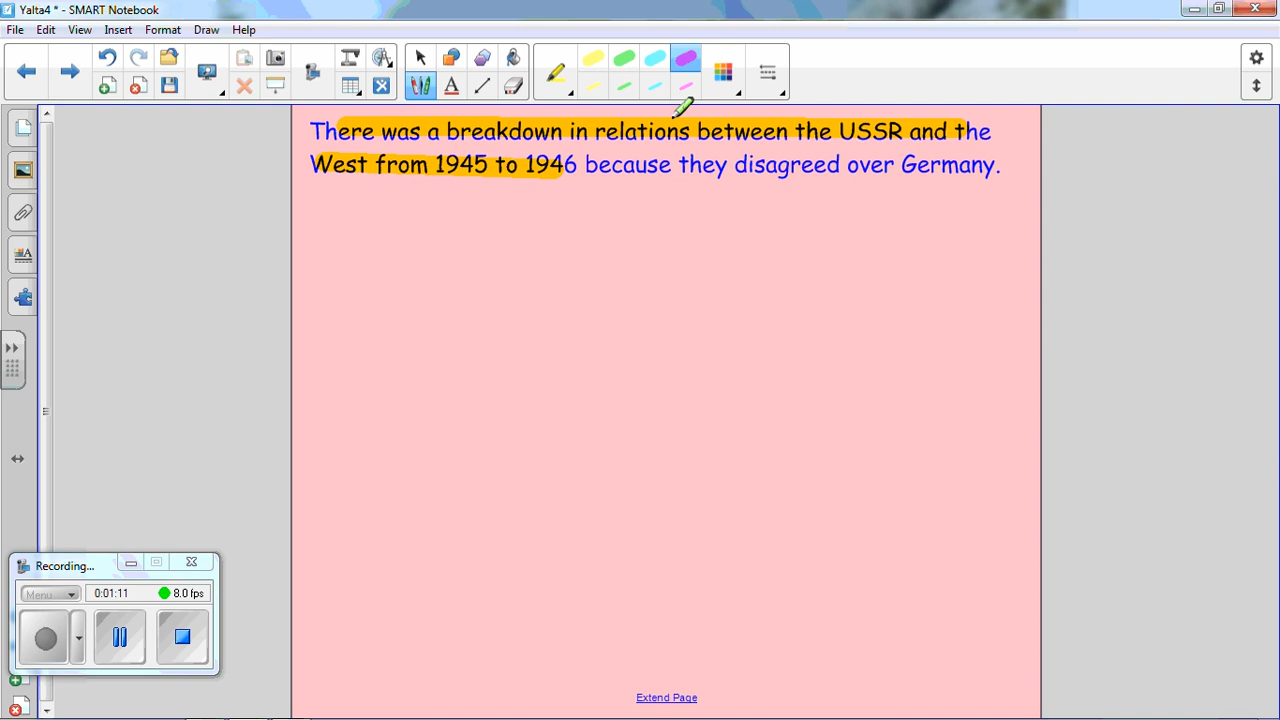 Yalta4 * - SMART Notebook
File Edit View Insert Format Draw Help
There was a breakdown in relations between the USSR and the
West from 1945 to 1946 because they disagreed over Germany.
Recording...
Menu 0:01:11 8.0 fps
Extend Page